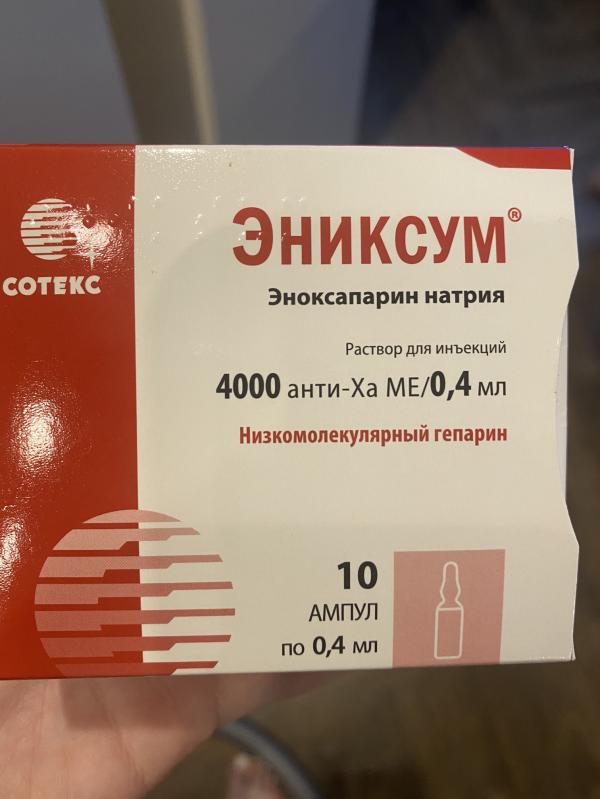 СОТЕКС
ЭНИКСУМ®
Эноксапарин натрия
Раствор для инъекций
4000 анти-Ха МЕ/0,4 мл
Низкомолекулярный гепарин
10
АМПУЛ
по 0,4 мл